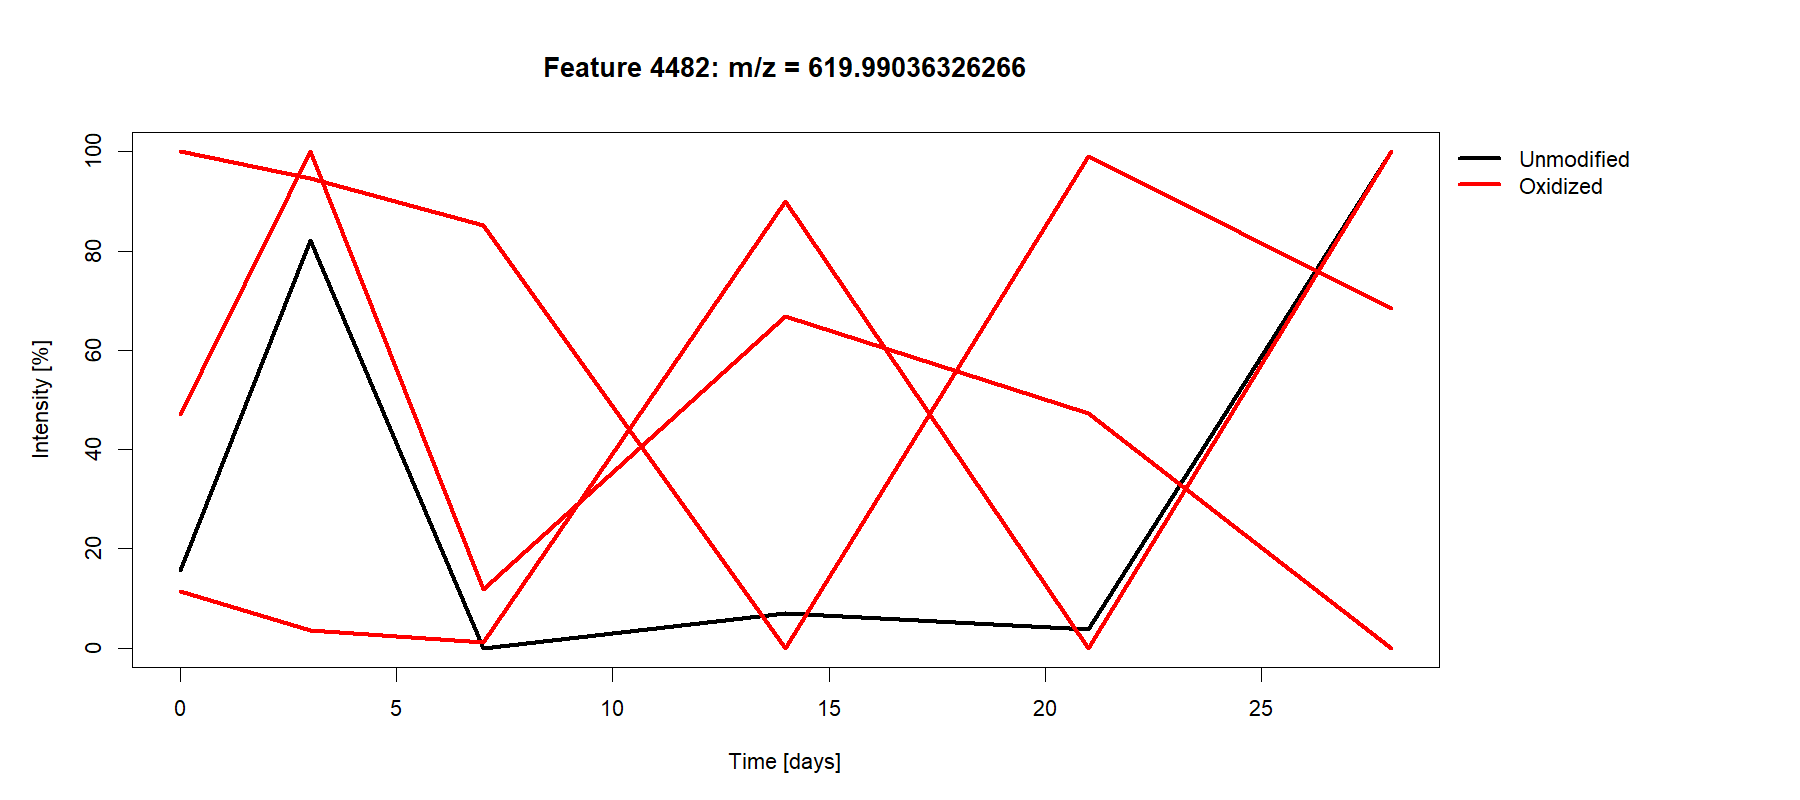 Feature 4482: m/z = 619.99036326266
Unmodified
Oxidized
Intensity [%]
100
80
60
40
20
0
0 5 10 15 20 25
Time [days]